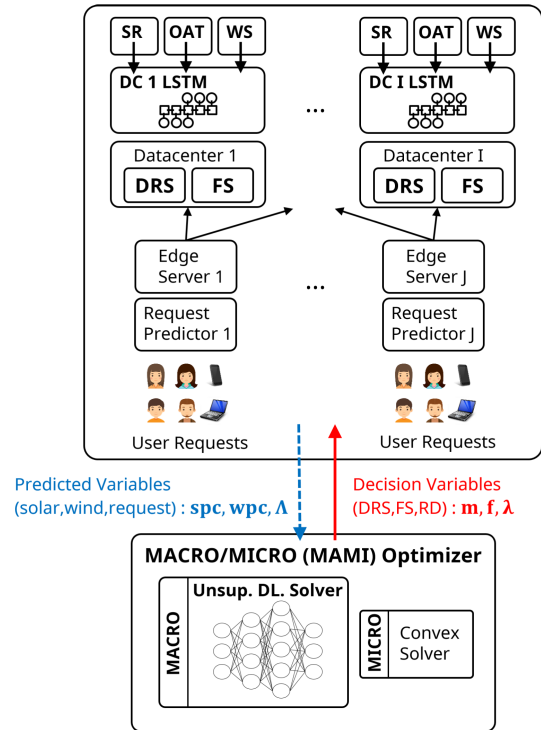 SR OAT WS SR OAT WS
DC 1 LSTM DC I LSTM
...
Datacenter 1 Datacenter I
DRS FS DRS FS
Edge Edge
Server 1 Server J
...
Request Request
Predictor 1 Predictor J
User Requests User Requests
Predicted Variables
(solar,wind,request) : spc, wpc, Λ
Decision Variables
(DRS,FS,RD) : m, f, λ
MACRO/MICRO (MAMI) Optimizer
MACRO
Unsup. DL. Solver
MICRO
Convex
Solver